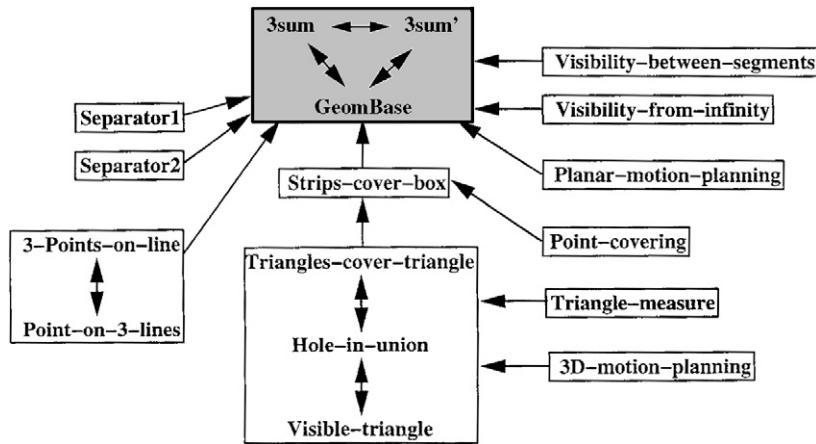 3sum
3sum'
GeomBase
Visibility-between-segments
Visibility-from-infinity
Separator1
Separator2
Planar-motion-planning
Strips-cover-box
3-Points-on-line
Point-on-3-lines
Point-covering
Triangles-cover-triangle
Triangle-measure
Hole-in-union
3D-motion-planning
Visible-triangle